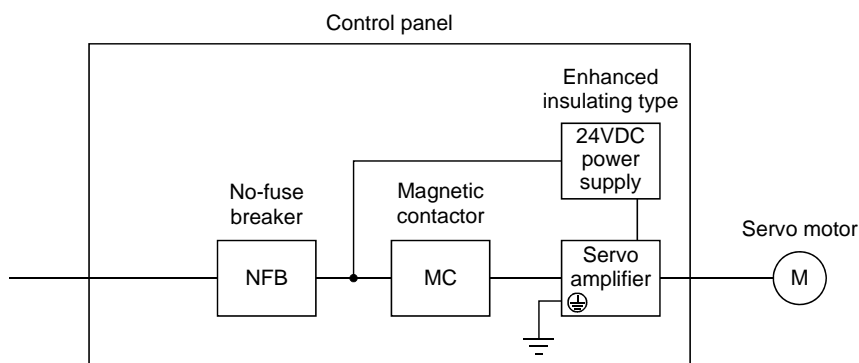 Control panel
Enhanced
insulating type
24VDC
power
supply
No-fuse
breaker
Magnetic
contactor
Servo motor
NFB
MC
Servo
amplifier
M